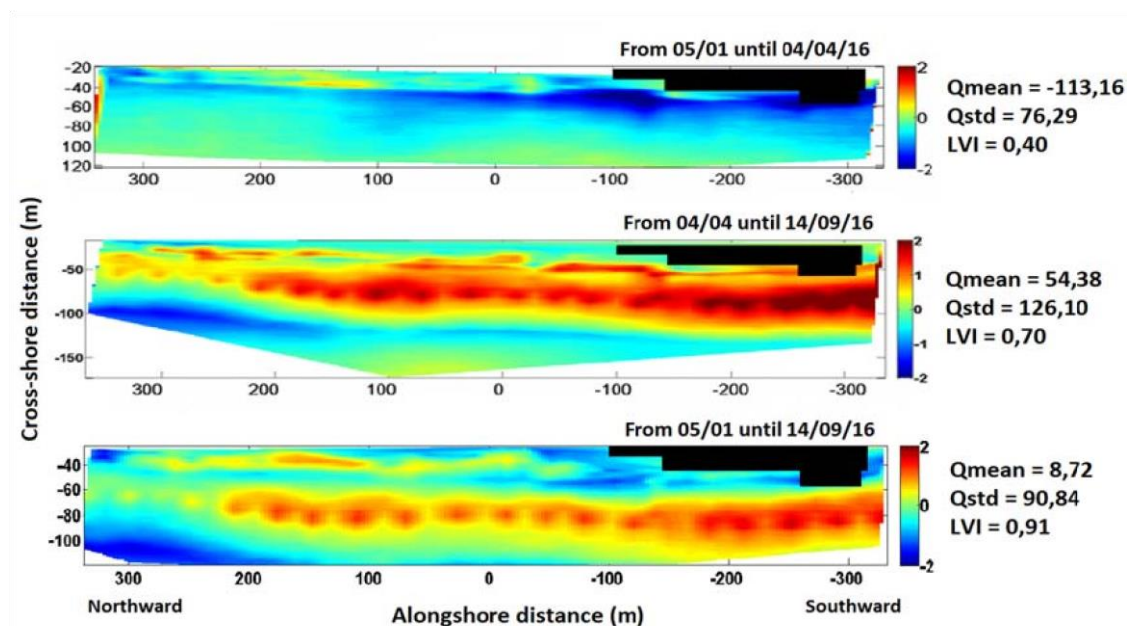 From 05/01 until 04/04/16
-20
-40
-60
-80
100
120
300 200 100 0 -100 -200 -300
2
0
-2
Qmean = -113,16
Qstd = 76,29
LVI = 0,40
Cross-shore distance (m)
From 04/04 until 14/09/16
-50
-100
-150
300 200 100 0 -100 -200 -300
2
1
0
-1
-2
Qmean = 54,38
Qstd = 126,10
LVI = 0,70
From 05/01 until 14/09/16
-40
-60
-80
-100
300 200 100 0 -100 -200 -300
2
0
-2
Qmean = 8,72
Qstd = 90,84
LVI = 0,91
Northward Alongshore distance (m) Southward